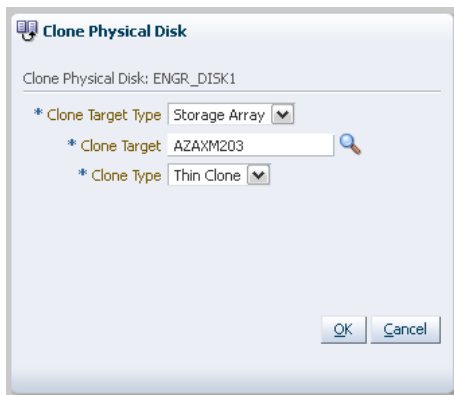 Clone Physical Disk
Clone Physical Disk: ENGR_DISK1
* Clone Target Type Storage Array
* Clone Target AZAXM203
* Clone Type Thin Clone
OK Cancel